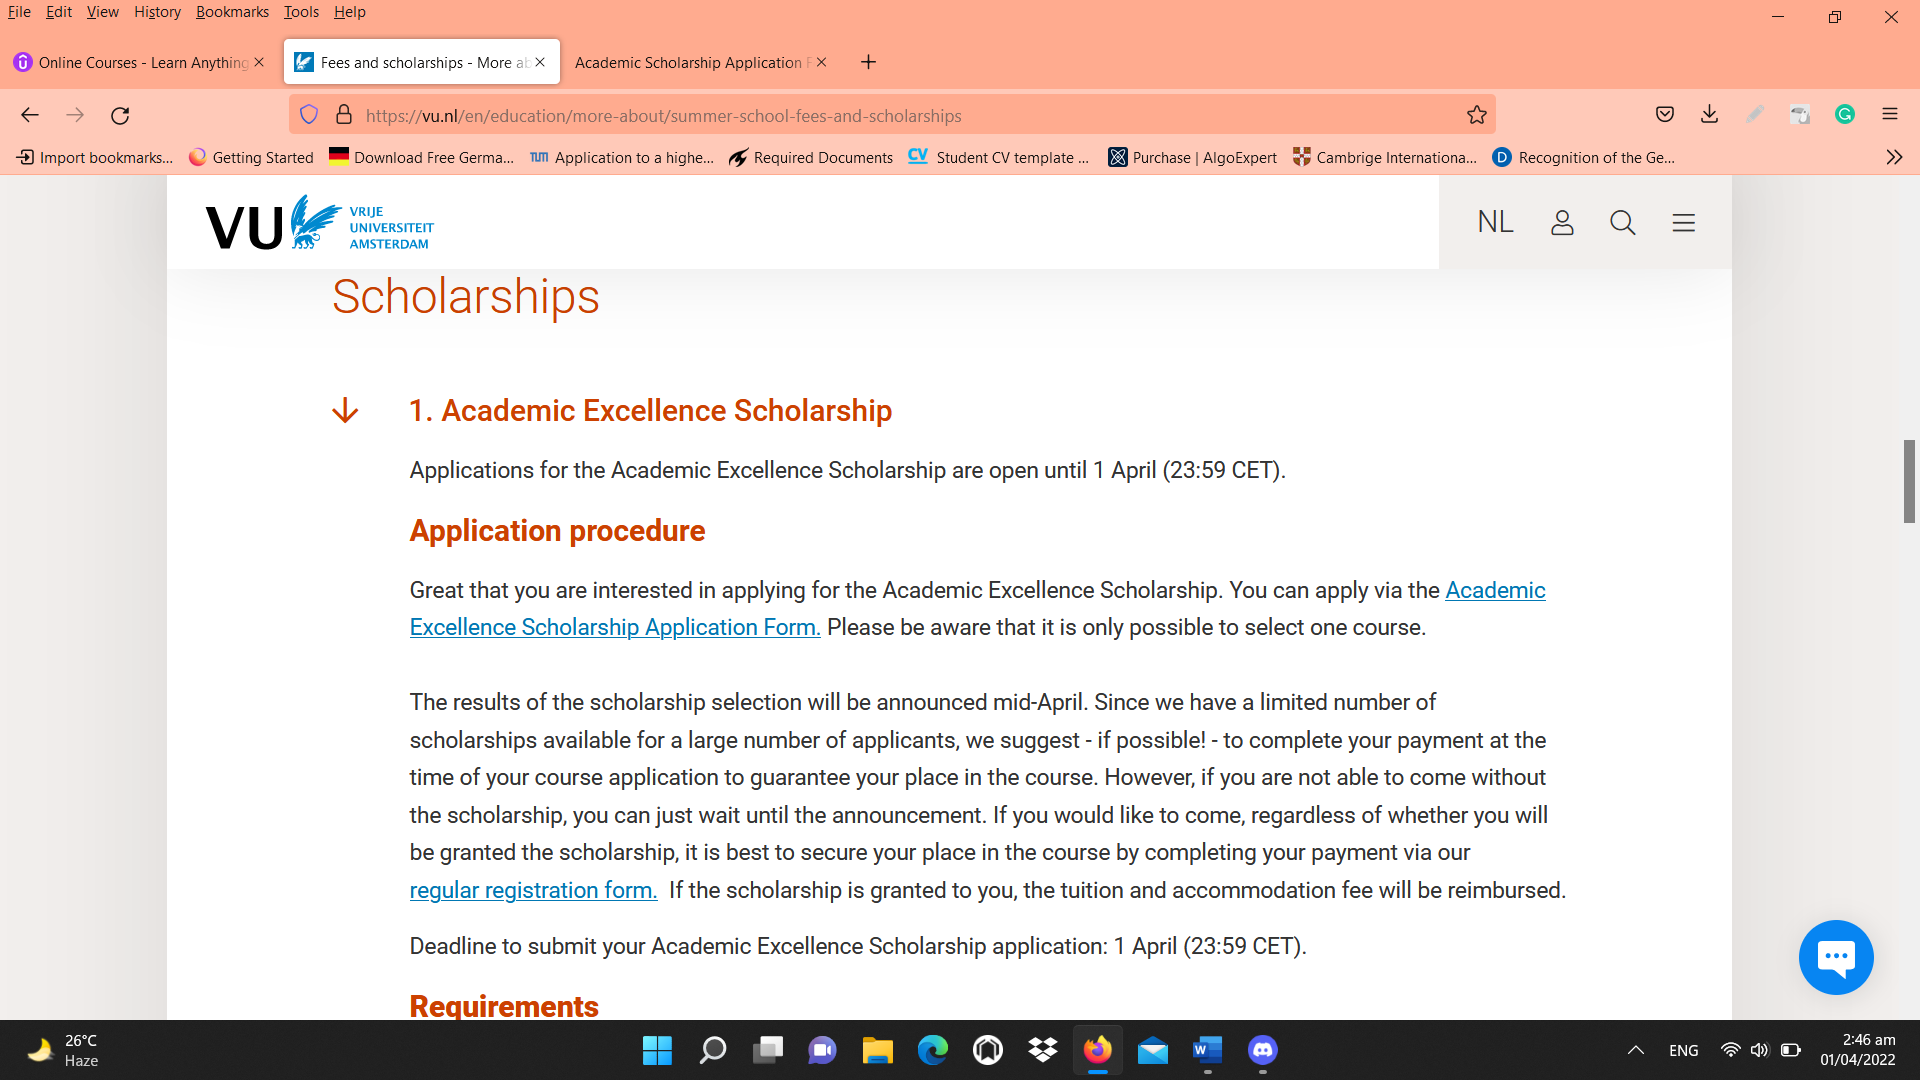 File Edit View History Bookmarks Tools Help
Online Courses - Learn Anything
Fees and scholarships - More ab
Academic Scholarship Application F
https://vu.nl/en/education/more-about/summer-school-fees-and-scholarships
Import bookmarks... Getting Started Download Free Germa... TUM Application to a highe... Required Documents CV Student CV template ... Purchase | AlgoExpert Cambrige Internationa... D Recognition of the Ge...
VU VRIJE
UNIVERSITEIT
AMSTERDAM
NL
Scholarships
1. Academic Excellence Scholarship
Applications for the Academic Excellence Scholarship are open until 1 April (23:59 CET).
Application procedure
Great that you are interested in applying for the Academic Excellence Scholarship. You can apply via the Academic
Excellence Scholarship Application Form. Please be aware that it is only possible to select one course.
The results of the scholarship selection will be announced mid-April. Since we have a limited number of
scholarships available for a large number of applicants, we suggest - if possible! - to complete your payment at the
time of your course application to guarantee your place in the course. However, if you are not able to come without
the scholarship, you can just wait until the announcement. If you would like to come, regardless of whether you will
be granted the scholarship, it is best to secure your place in the course by completing your payment via our
regular registration form. If the scholarship is granted to you, the tuition and accommodation fee will be reimbursed.
Deadline to submit your Academic Excellence Scholarship application: 1 April (23:59 CET).
Requirements
26°C
Haze
ENG
2:46 am
01/04/2022